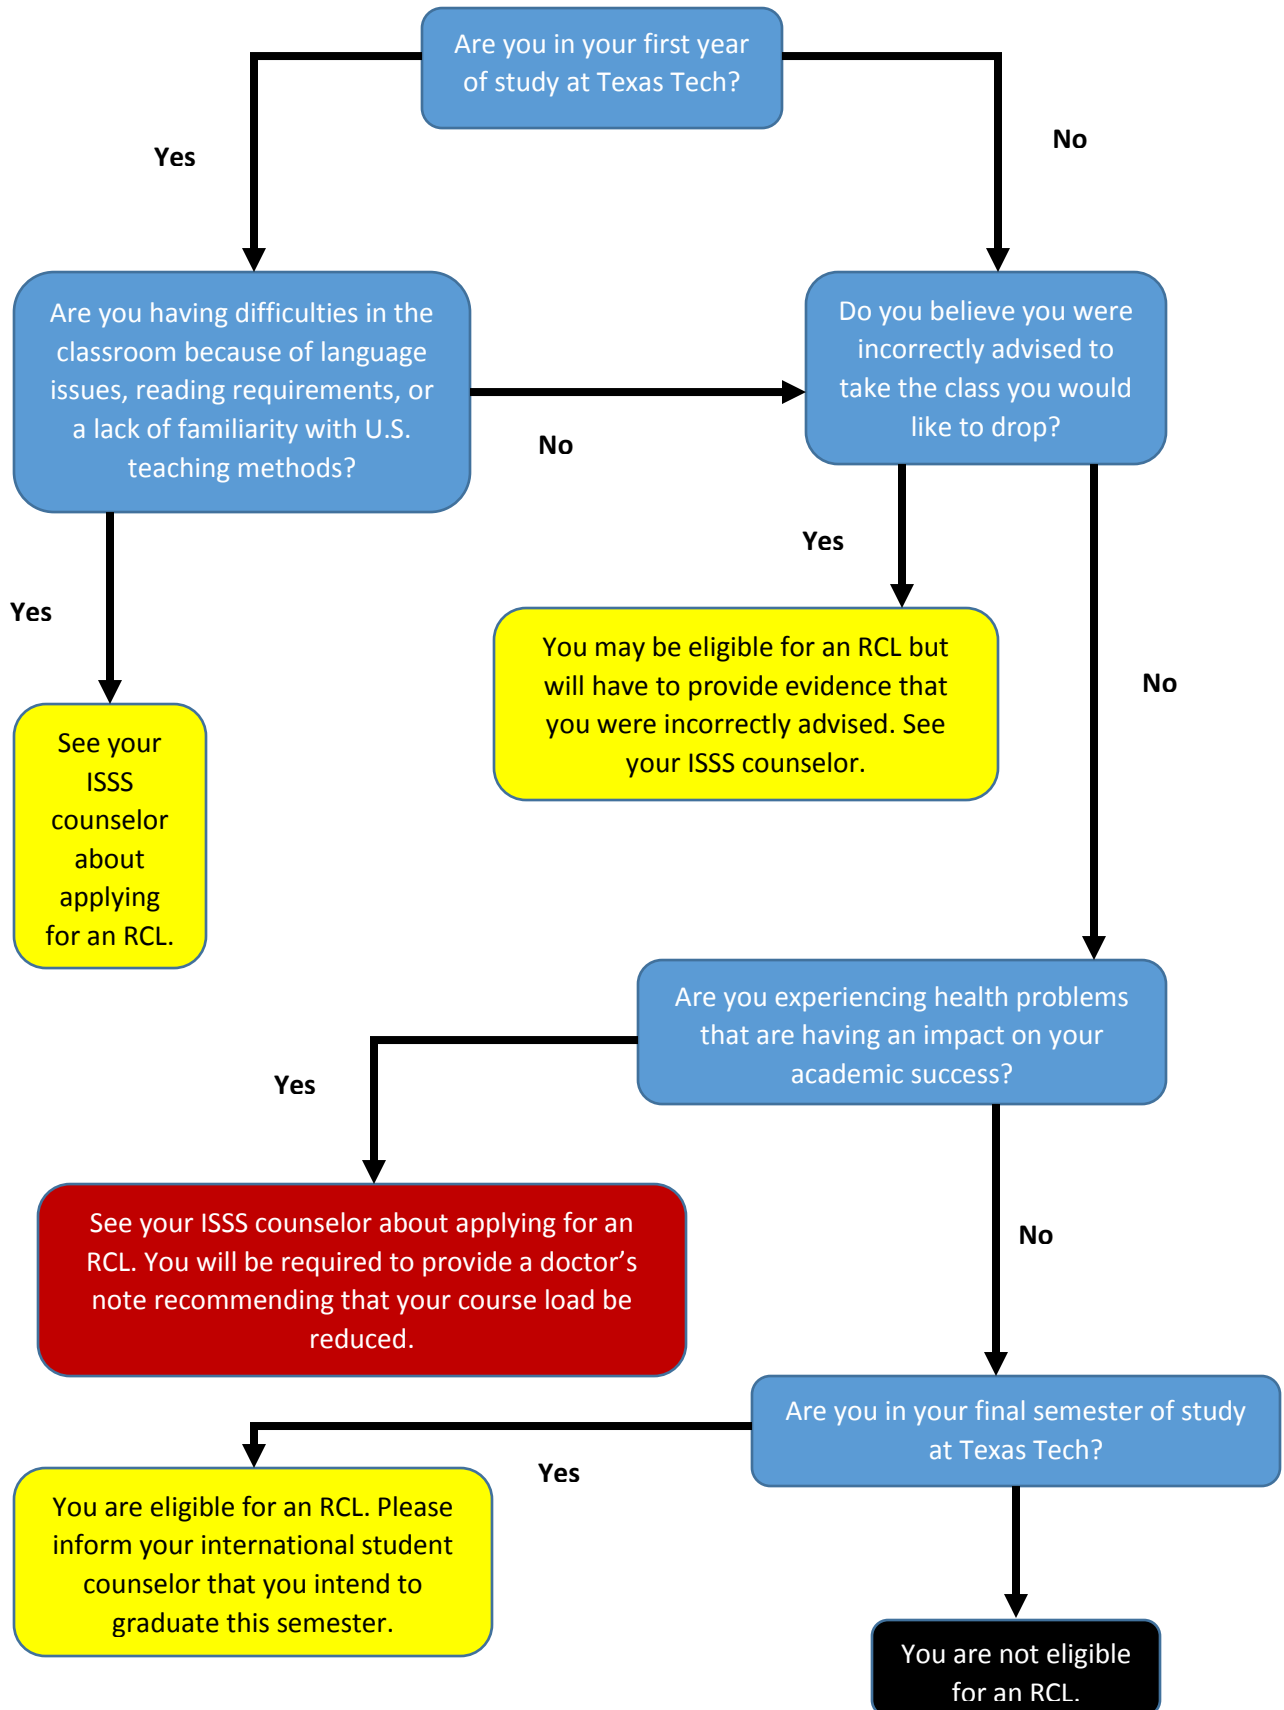 Are you in your first year
of study at Texas Tech?
Yes
No
Are you having difficulties in the
classroom because of language
issues, reading requirements, or
a lack of familiarity with U.S.
teaching methods?
Do you believe you were
incorrectly advised to
take the class you would
like to drop?
No
Yes
Yes
You may be eligible for an RCL but
will have to provide evidence that
you were incorrectly advised. See
your ISSS counselor.
No
See your
ISSS
counselor
about
applying
for an RCL.
Are you experiencing health problems
that are having an impact on your
academic success?
Yes
See your ISSS counselor about applying for an
RCL. You will be required to provide a doctor’s
note recommending that your course load be
reduced.
No
Are you in your final semester of study
at Texas Tech?
Yes
You are eligible for an RCL. Please
inform your international student
counselor that you intend to
graduate this semester.
You are not eligible
for an RCL.